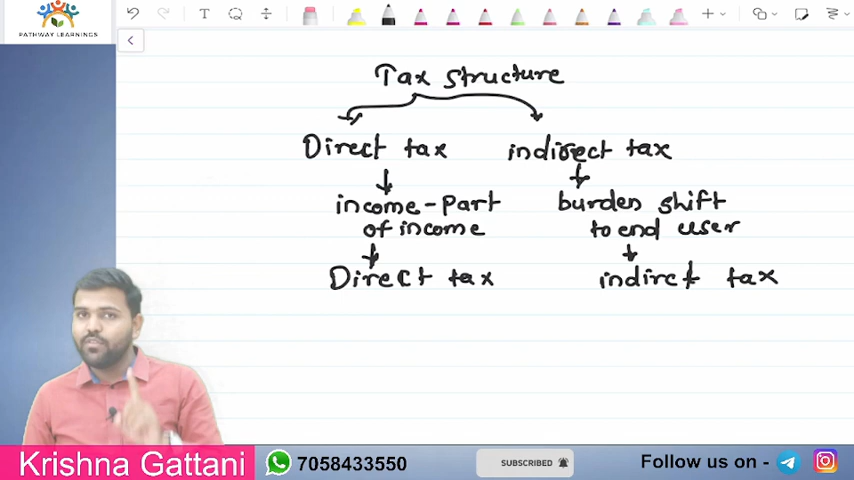 PATHWAY LEARNINGS
T
Tax structure
Direct tax indirect tax
income-part burden shift
of income to end user
Direct tax indirect tax
Krishna Gattani 7058433550 SUBSCRIBED Follow us on -